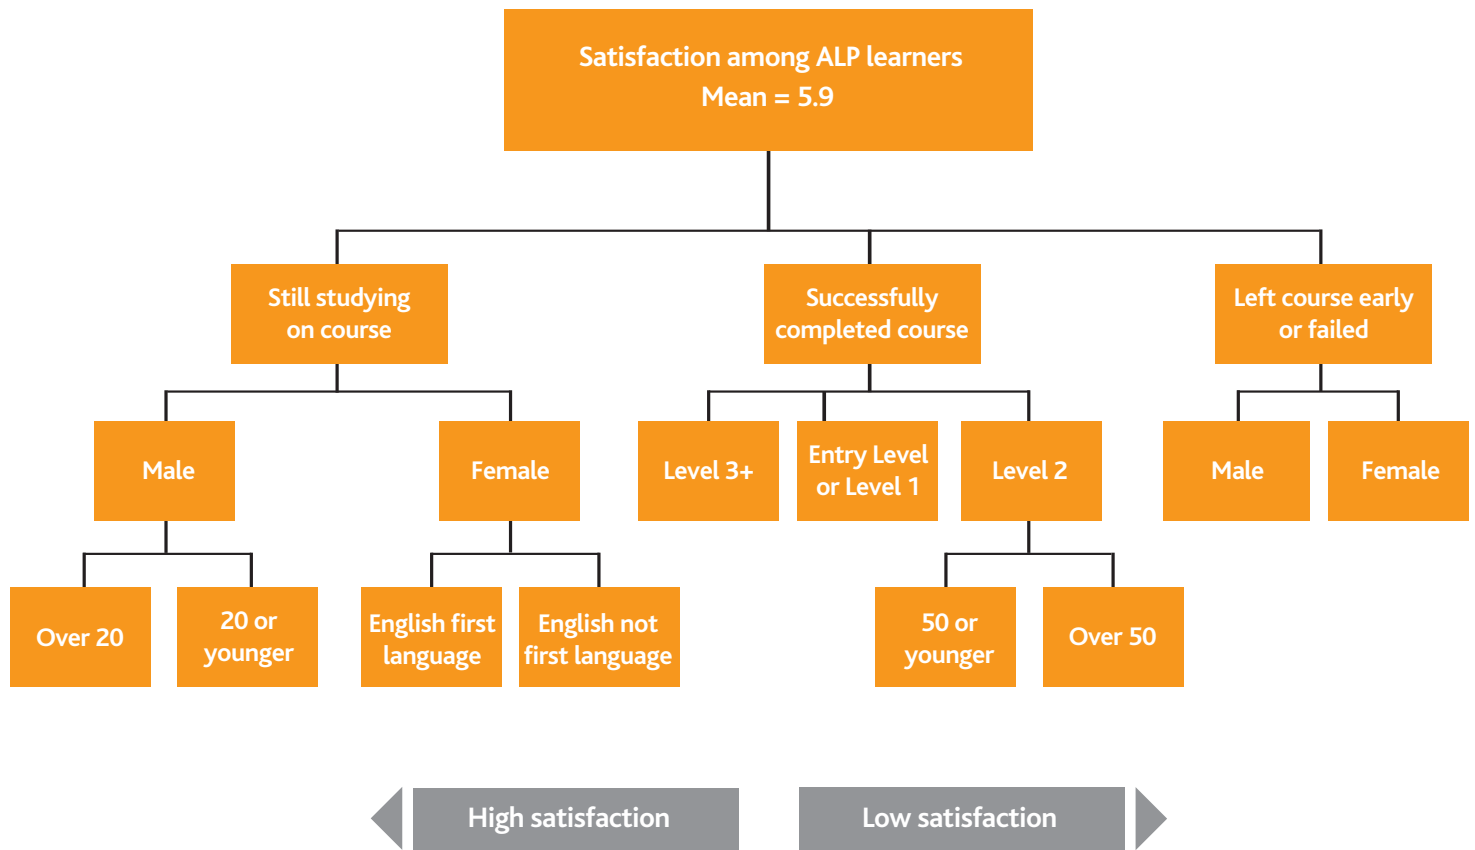 Satisfaction among ALP learners
Mean = 5.9
Still studying
on course
Successfully
completed course
Left course early
or failed
Male
Female
Level 3+
Entry Level
or Level 1
Level 2
Male
Female
Over 20
20 or
younger
English first
language
English not
first language
50 or
younger
Over 50
High satisfaction
Low satisfaction